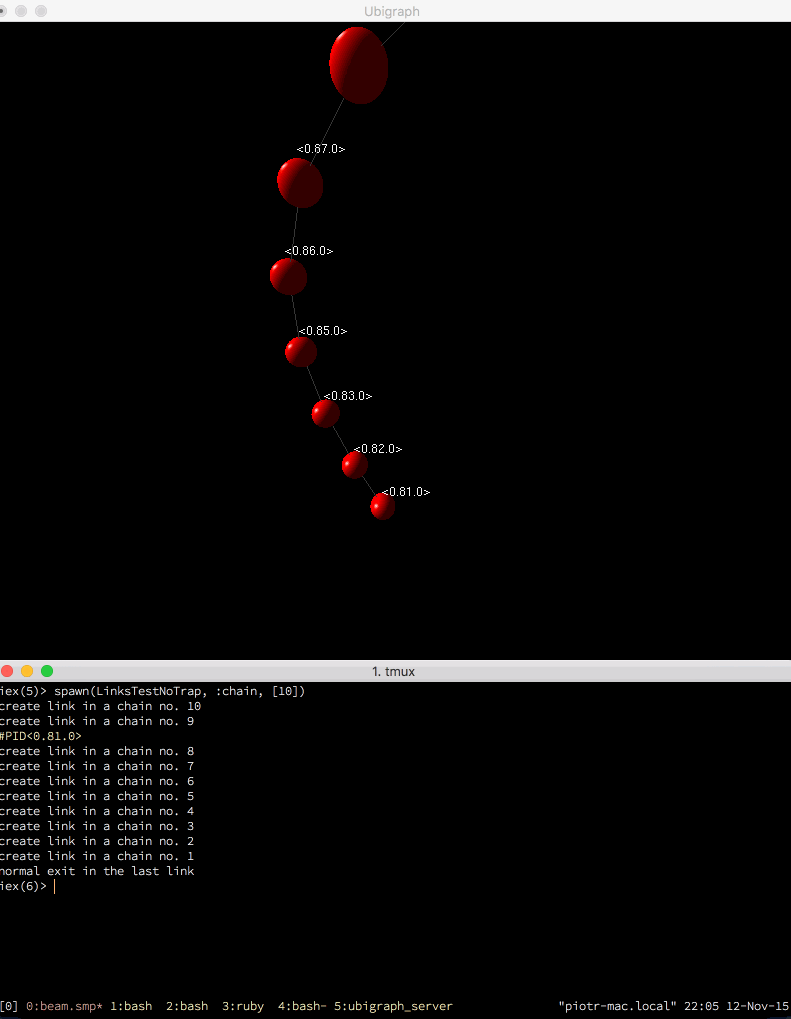 Ubigraph
<0.87.0>
<0.86.0>
<0.85.0>
<0.83.0>
<0.82.0>
<0.81.0>
1. tmux
iex(5)> spawn(LinksTestNoTrap, :chain, [10])
create link in a chain no. 10
create link in a chain no. 9
#PID<0.81.0>
create link in a chain no. 8
create link in a chain no. 7
create link in a chain no. 6
create link in a chain no. 5
create link in a chain no. 4
create link in a chain no. 3
create link in a chain no. 2
create link in a chain no. 1
normal exit in the last link
iex(6)>
[0] 0:beam.smp* 1:bash 2:bash 3:ruby 4:bash- 5:ubigraph_server "piotr-mac.local" 22:05 12-Nov-15